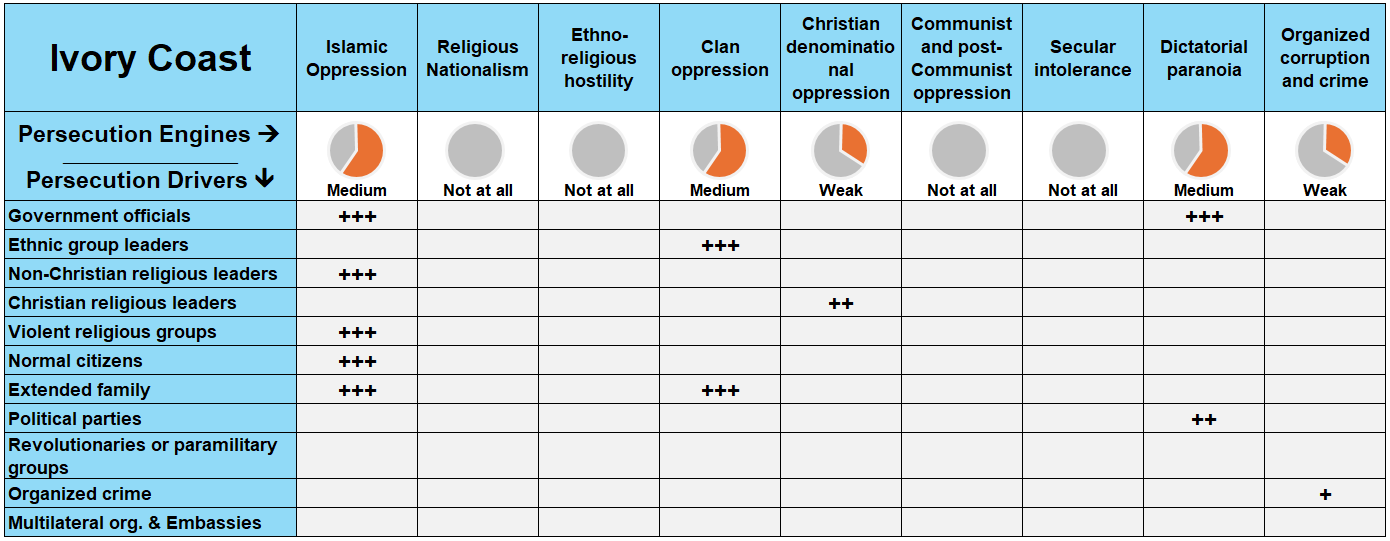 Ivory Coast
Islamic
Oppression
Religious
Nationalism
Ethno-
religious
hostility
Clan
oppression
Christian
denominatio
nal
oppression
Communist
and post-
Communist
oppression
Secular
intolerance
Dictatorial
paranoia
Organized
corruption
and crime
Persecution Engines →
Persecution Drivers ↓
Medium
Not at all
Not at all
Medium
Weak
Not at all
Not at all
Medium
Weak
Government officials +++ +++
Ethnic group leaders +++
Non-Christian religious leaders +++
Christian religious leaders ++
Violent religious groups +++
Normal citizens +++
Extended family +++ +++
Political parties ++
Revolutionaries or paramilitary
groups
Organized crime +
Multilateral org. & Embassies